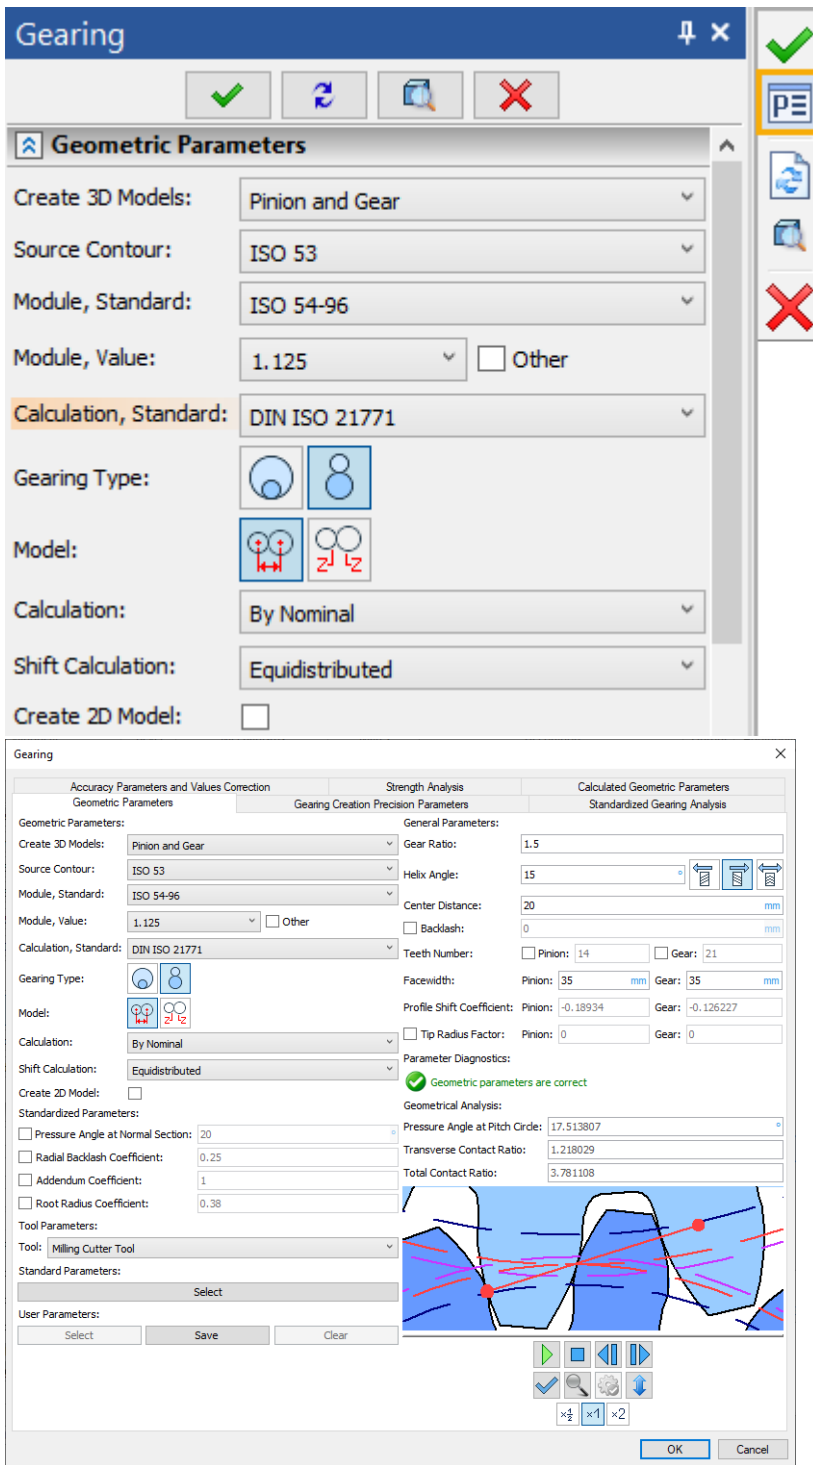 Gearing
P
Geometric Parameters
Create 3D Models: Pinion and Gear
Source Contour: ISO 53
Module, Standard: ISO 54-96
Module, Value: 1.125 Other
Calculation, Standard: DIN ISO 21771
Gearing Type:
Model: z z
Calculation: By Nominal
Shift Calculation: Equidistributed
Create 2D Model:
Gearing
Accuracy Parameters and Values Correction Strength Analysis Calculated Geometric Parameters
Geometric Parameters Gearing Creation Precision Parameters Standardized Gearing Analysis
Geometric Parameters:
Create 3D Models: Pinion and Gear
Source Contour: ISO 53
Module, Standard: ISO 54-96
Module, Value: 1.125 Other
Calculation, Standard: DIN ISO 21771
Gearing Type:
Model: z z
Calculation: By Nominal
Shift Calculation: Equidistributed
Create 2D Model:
Standardized Parameters:
Pressure Angle at Normal Section: 20 °
Radial Backlash Coefficient: 0.25
Addendum Coefficient: 1
Root Radius Coefficient: 0.38
Tool Parameters:
Tool: Milling Cutter Tool
Standard Parameters:
Select
User Parameters:
Select Save Clear
General Parameters:
Gear Ratio: 1.5
Helix Angle: 15 °
Center Distance: 20 mm
Backlash: 0 mm
Teeth Number: Pinion: 14 Gear: 21
Facewidth: Pinion: 35 mm Gear: 35 mm
Profile Shift Coefficient: Pinion: -0.18934 Gear: -0.126227
Tip Radius Factor: Pinion: 0 Gear: 0
Parameter Diagnostics:
Geometric parameters are correct
Geometrical Analysis:
Pressure Angle at Pitch Circle: 17.513807 °
Transverse Contact Ratio: 1.218029
Total Contact Ratio: 3.781108
×½ ×1 ×2
OK Cancel